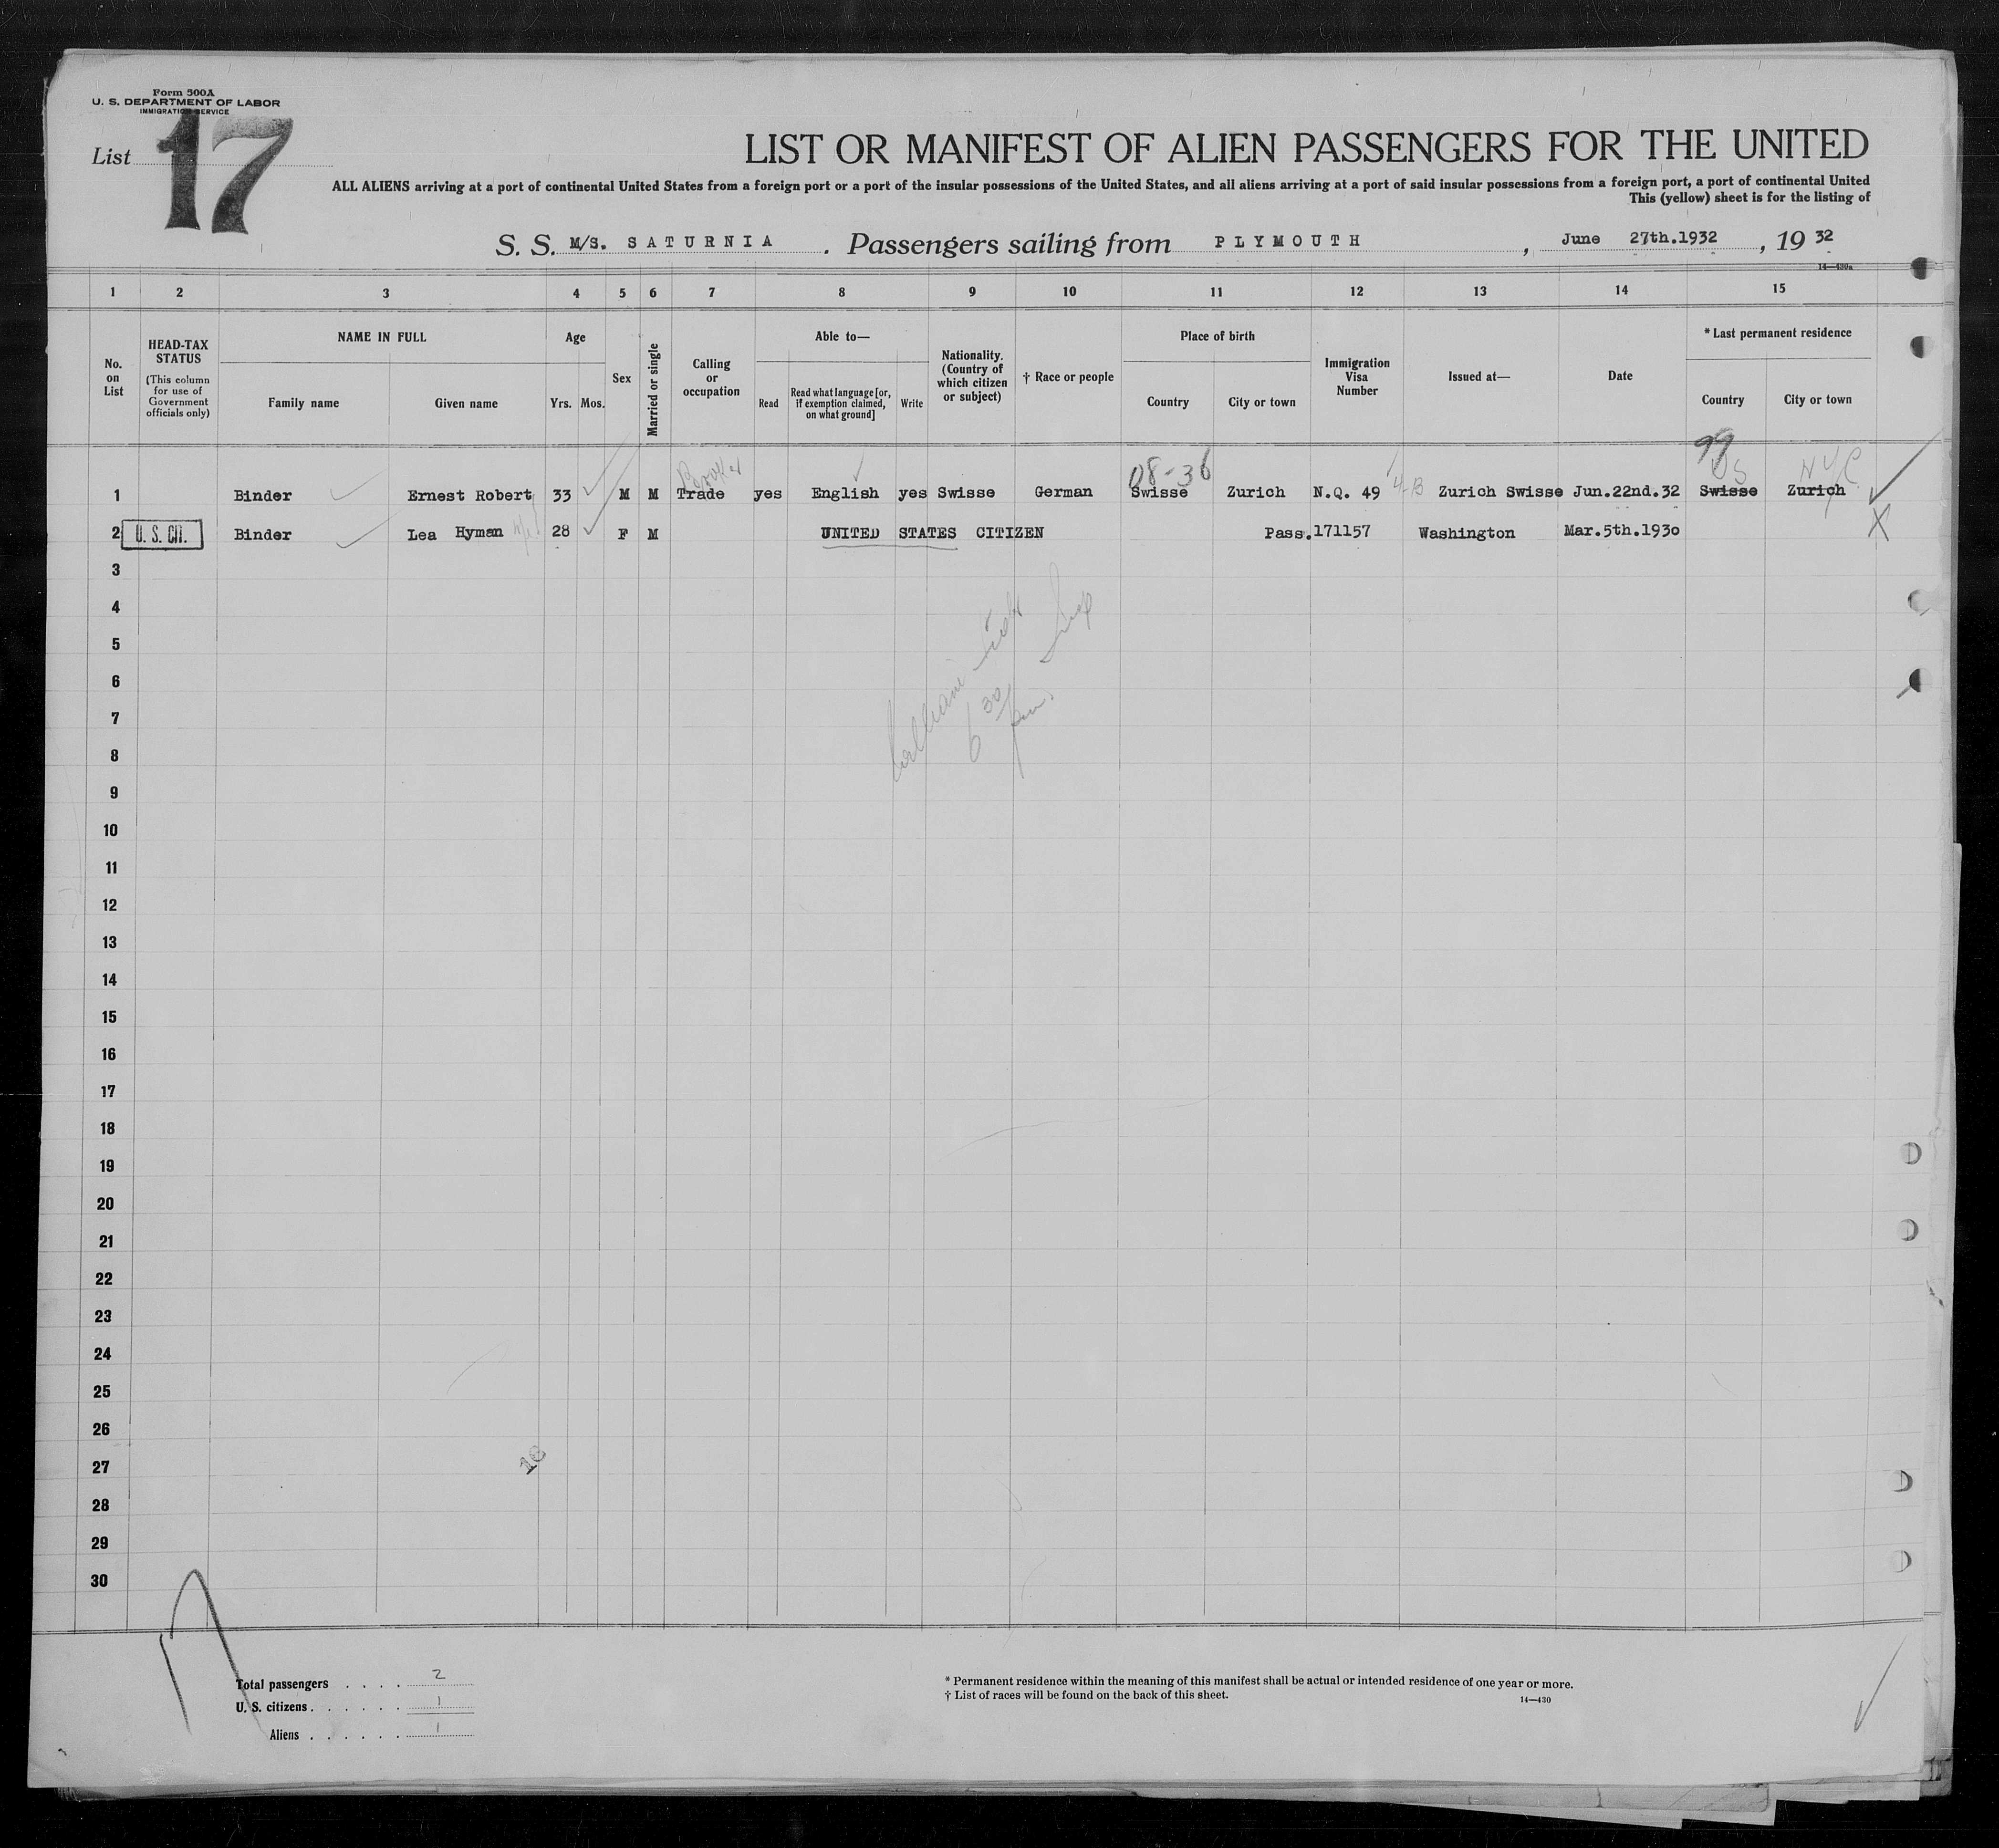 Form 500A
U. S. DEPARTMENT OF LABOR
IMMIGRATION SERVICE
List 17
LIST OR MANIFEST OF ALIEN PASSENGERS FOR THE UNITED
ALL ALIENS arriving at a port of continental United States from a foreign port or a port of the insular possessions of the United States, and all aliens arriving at a port of said insular possessions from a foreign port, a port of continental United
This (yellow) sheet is for the listing of
S. S. M/S. SATURNIA . Passengers sailing from PLYMOUTH , June 27th.1932 , 19 32
14—430a
1 2 3 4 5 6 7 8 9 10 11 12 13 14 15
No. on List
HEAD-TAX STATUS
(This column for use of Government officials only)
NAME IN FULL
Family name Given name
Age
Yrs. Mos.
Sex
Married or single
Calling or occupation
Able to—
Read Read what language [or, if exemption claimed, on what ground] Write
Nationality. (Country of which citizen or subject)
† Race or people
Place of birth
Country City or town
Immigration Visa Number
Issued at—
Date
* Last permanent residence
Country City or town
99
Broker 08-36 US NYC
1 Binder Ernest Robert 33 M M Trade yes English yes Swisse German Swisse Zurich N.Q. 49 4-B Zurich Swisse Jun.22nd.32 Swisse Zurich
2 U. S. CIT. Binder Lea Hyman 28 F M UNITED STATES CITIZEN Pass.171157 Washington Mar.5th.1930 X
3
4
5
6
7
8
9
10
11
12
13
14
15
16
17
18
19
20
21
22
23
24
25
26
27
28
29
30
6 30 pm.
Total passengers . . . . 2
U. S. citizens . . . . . . 1
Aliens . . . . . . 1
* Permanent residence within the meaning of this manifest shall be actual or intended residence of one year or more.
† List of races will be found on the back of this sheet.
14—430